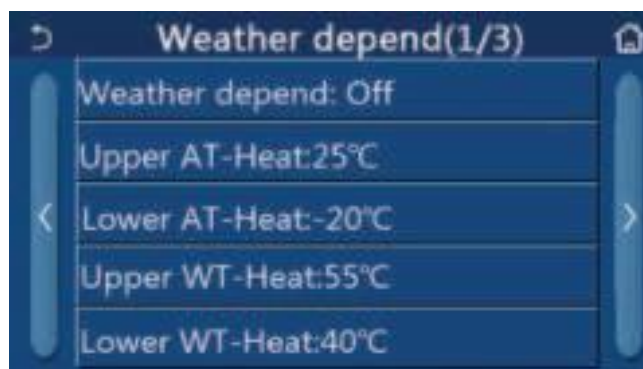 Weather depend(1/3)
Weather depend: Off
Upper AT-Heat:25℃
Lower AT-Heat:-20℃
Upper WT-Heat:55℃
Lower WT-Heat:40℃